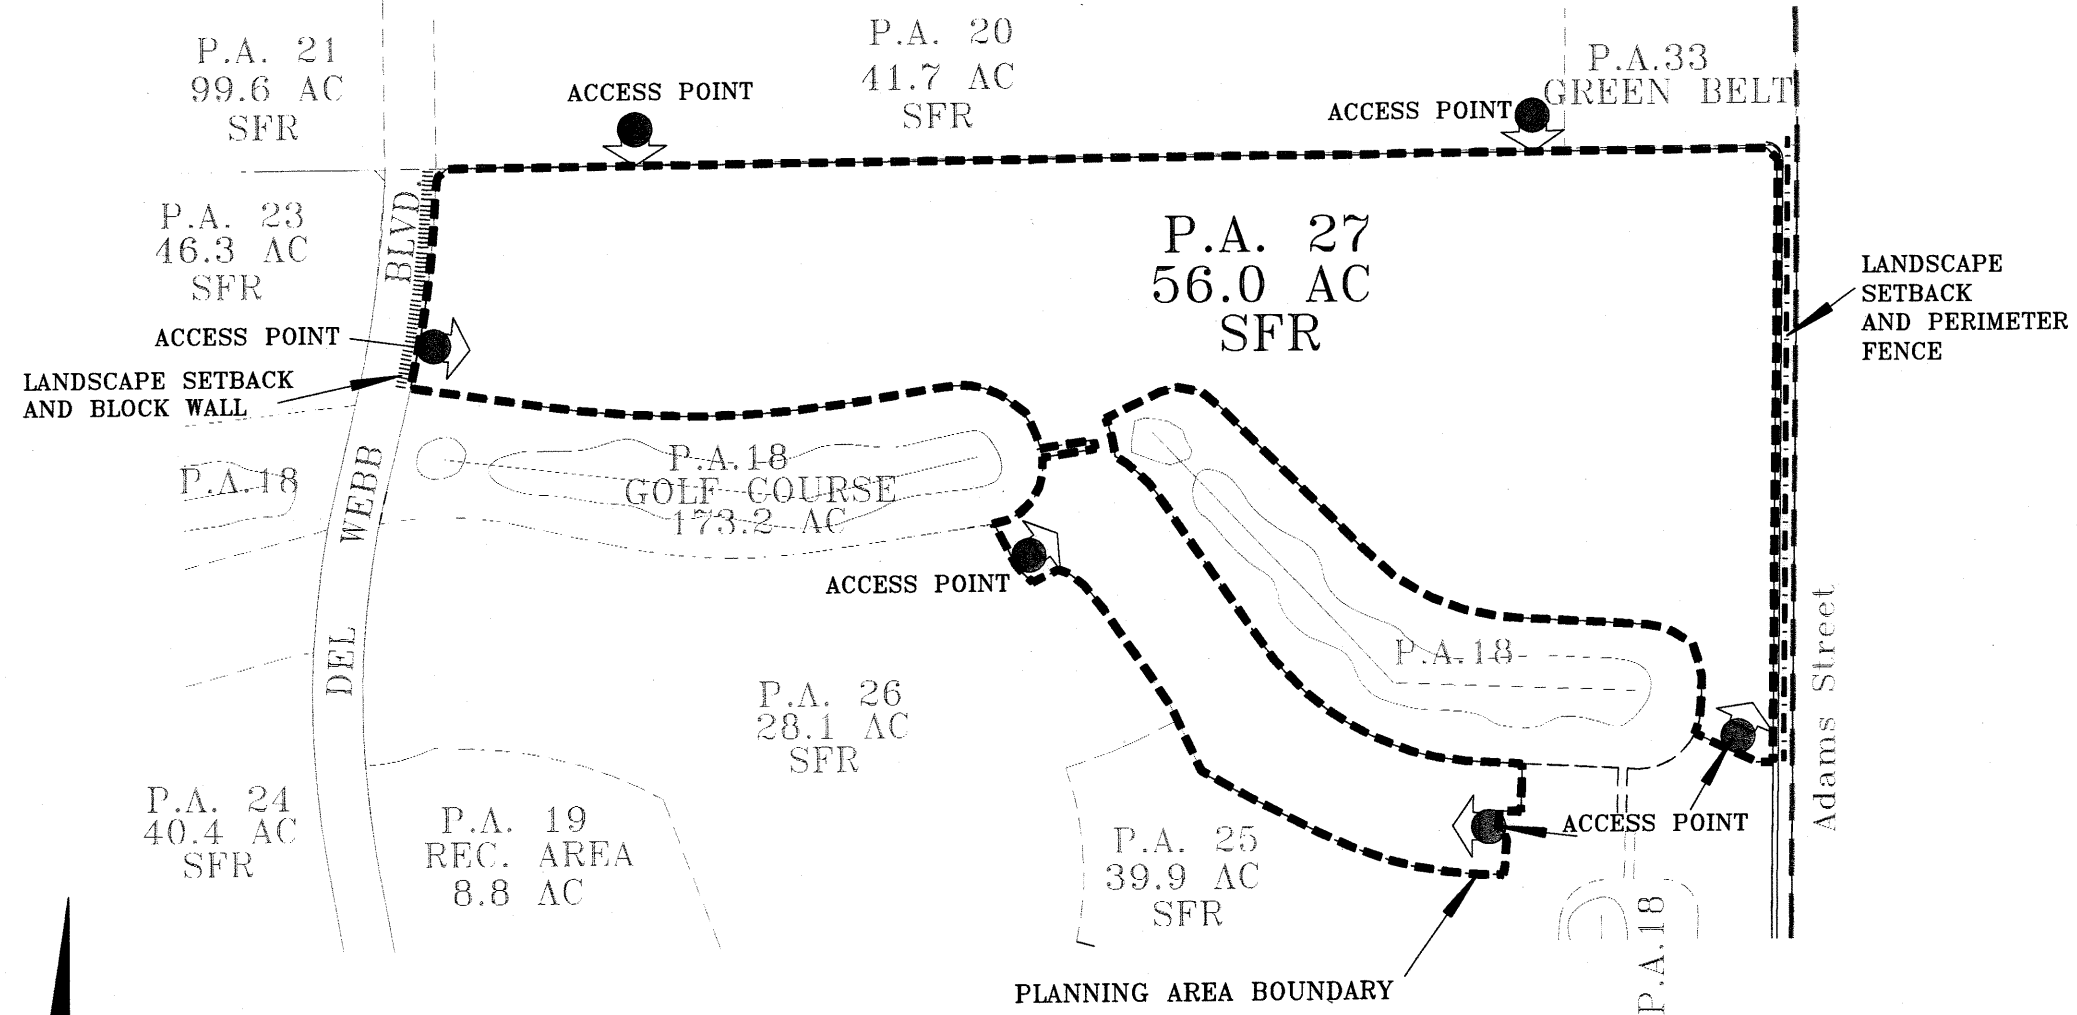 P.A. 21
99.6 AC
SFR
P.A. 20
41.7 AC
SFR
P.A.33
GREEN BELT
ACCESS POINT
ACCESS POINT
P.A. 23
46.3 AC
SFR
BLVD.
P.A. 27
56.0 AC
SFR
LANDSCAPE
SETBACK
AND PERIMETER
FENCE
ACCESS POINT
LANDSCAPE SETBACK
AND BLOCK WALL
P.A.18
WEBB
P.A.18
GOLF COURSE
173.2 AC
ACCESS POINT
DEL
P.A.18
Adams Street
P.A. 26
28.1 AC
SFR
P.A. 24
40.4 AC
SFR
P.A. 19
REC. AREA
8.8 AC
P.A. 25
39.9 AC
SFR
ACCESS POINT
P.A.18
PLANNING AREA BOUNDARY